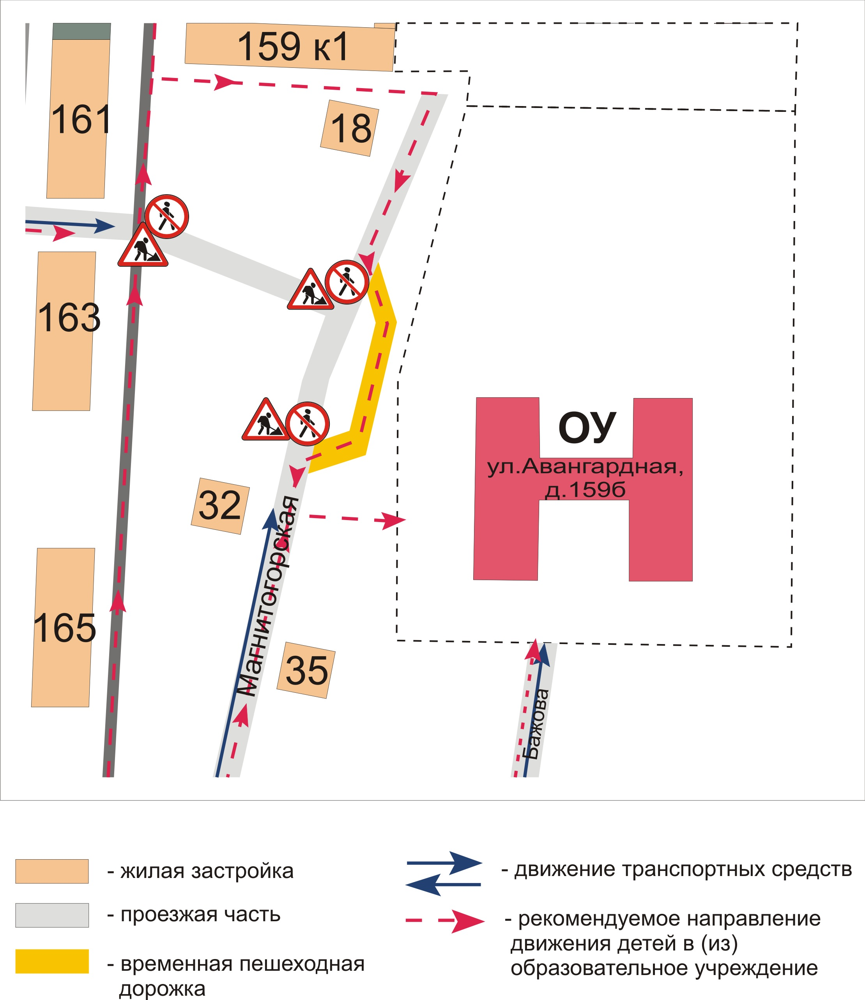 159 к1
161
18
163
ОУ
ул.Авангардная,
д.159б
32
Магнитогорская
165
35
Бажова
- жилая застройка
- проезжая часть
- временная пешеходная
дорожка
- движение транспортных средств
- рекомендуемое направление
движения детей в (из)
образовательное учреждение